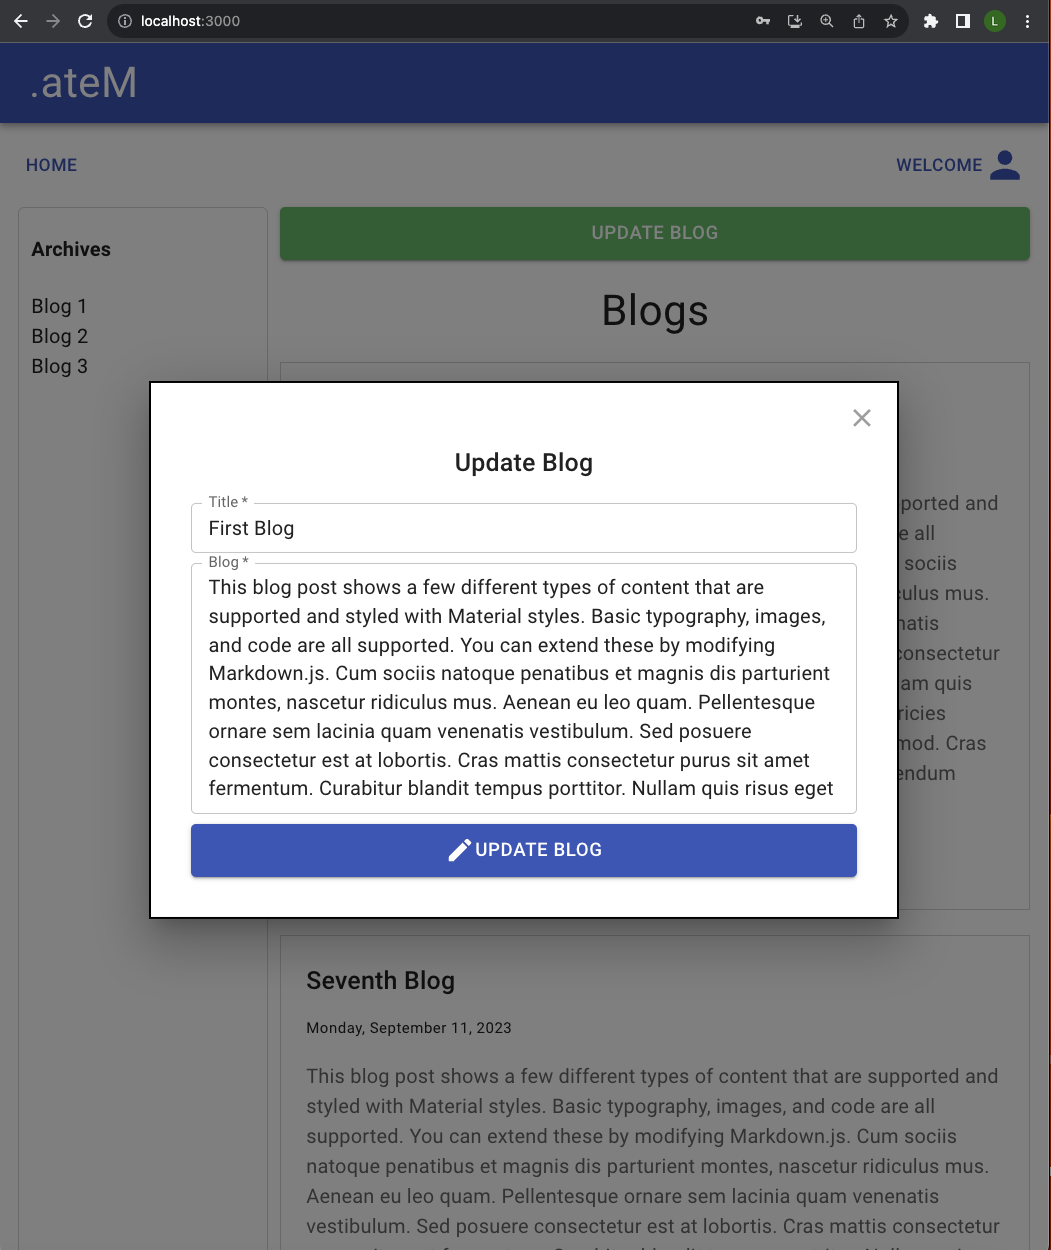 localhost:3000
L
.ateM
HOME
WELCOME
UPDATE BLOG
Archives
Blog 1
Blog 2
Blog 3
Blogs
Update Blog
Title *
First Blog
Blog *
This blog post shows a few different types of content that are
supported and styled with Material styles. Basic typography, images,
and code are all supported. You can extend these by modifying
Markdown.js. Cum sociis natoque penatibus et magnis dis parturient
montes, nascetur ridiculus mus. Aenean eu leo quam. Pellentesque
ornare sem lacinia quam venenatis vestibulum. Sed posuere
consectetur est at lobortis. Cras mattis consectetur purus sit amet
fermentum. Curabitur blandit tempus porttitor. Nullam quis risus eget
UPDATE BLOG
and
all
sociis
mus.
consectetur
quis
Cras
Seventh Blog
Monday, September 11, 2023
This blog post shows a few different types of content that are supported and
styled with Material styles. Basic typography, images, and code are all
supported. You can extend these by modifying Markdown.js. Cum sociis
natoque penatibus et magnis dis parturient montes, nascetur ridiculus mus.
Aenean eu leo quam. Pellentesque ornare sem lacinia quam venenatis
vestibulum. Sed posuere consectetur est at lobortis. Cras mattis consectetur